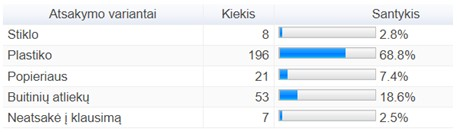 Atsakymo variantai Kiekis Santykis
Stiklo 8 2.8%
Plastiko 196 68.8%
Popieriaus 21 7.4%
Buitinių atliekų 53 18.6%
Neatsakė į klausimą 7 2.5%